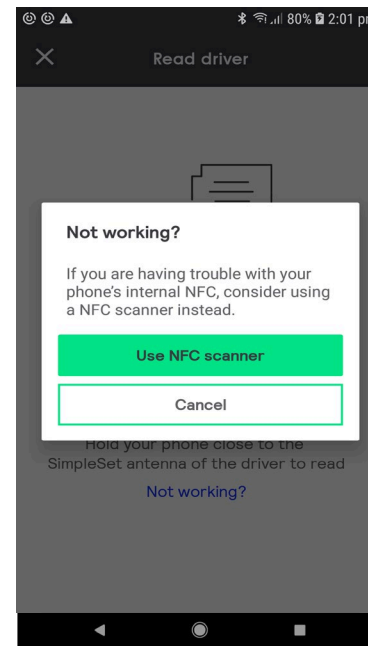 80% 2:01 pm
Read driver
Not working?
If you are having trouble with your
phone's internal NFC, consider using
a NFC scanner instead.
Use NFC scanner
Cancel
Hold your phone close to the
SimpleSet antenna of the driver to read
Not working?